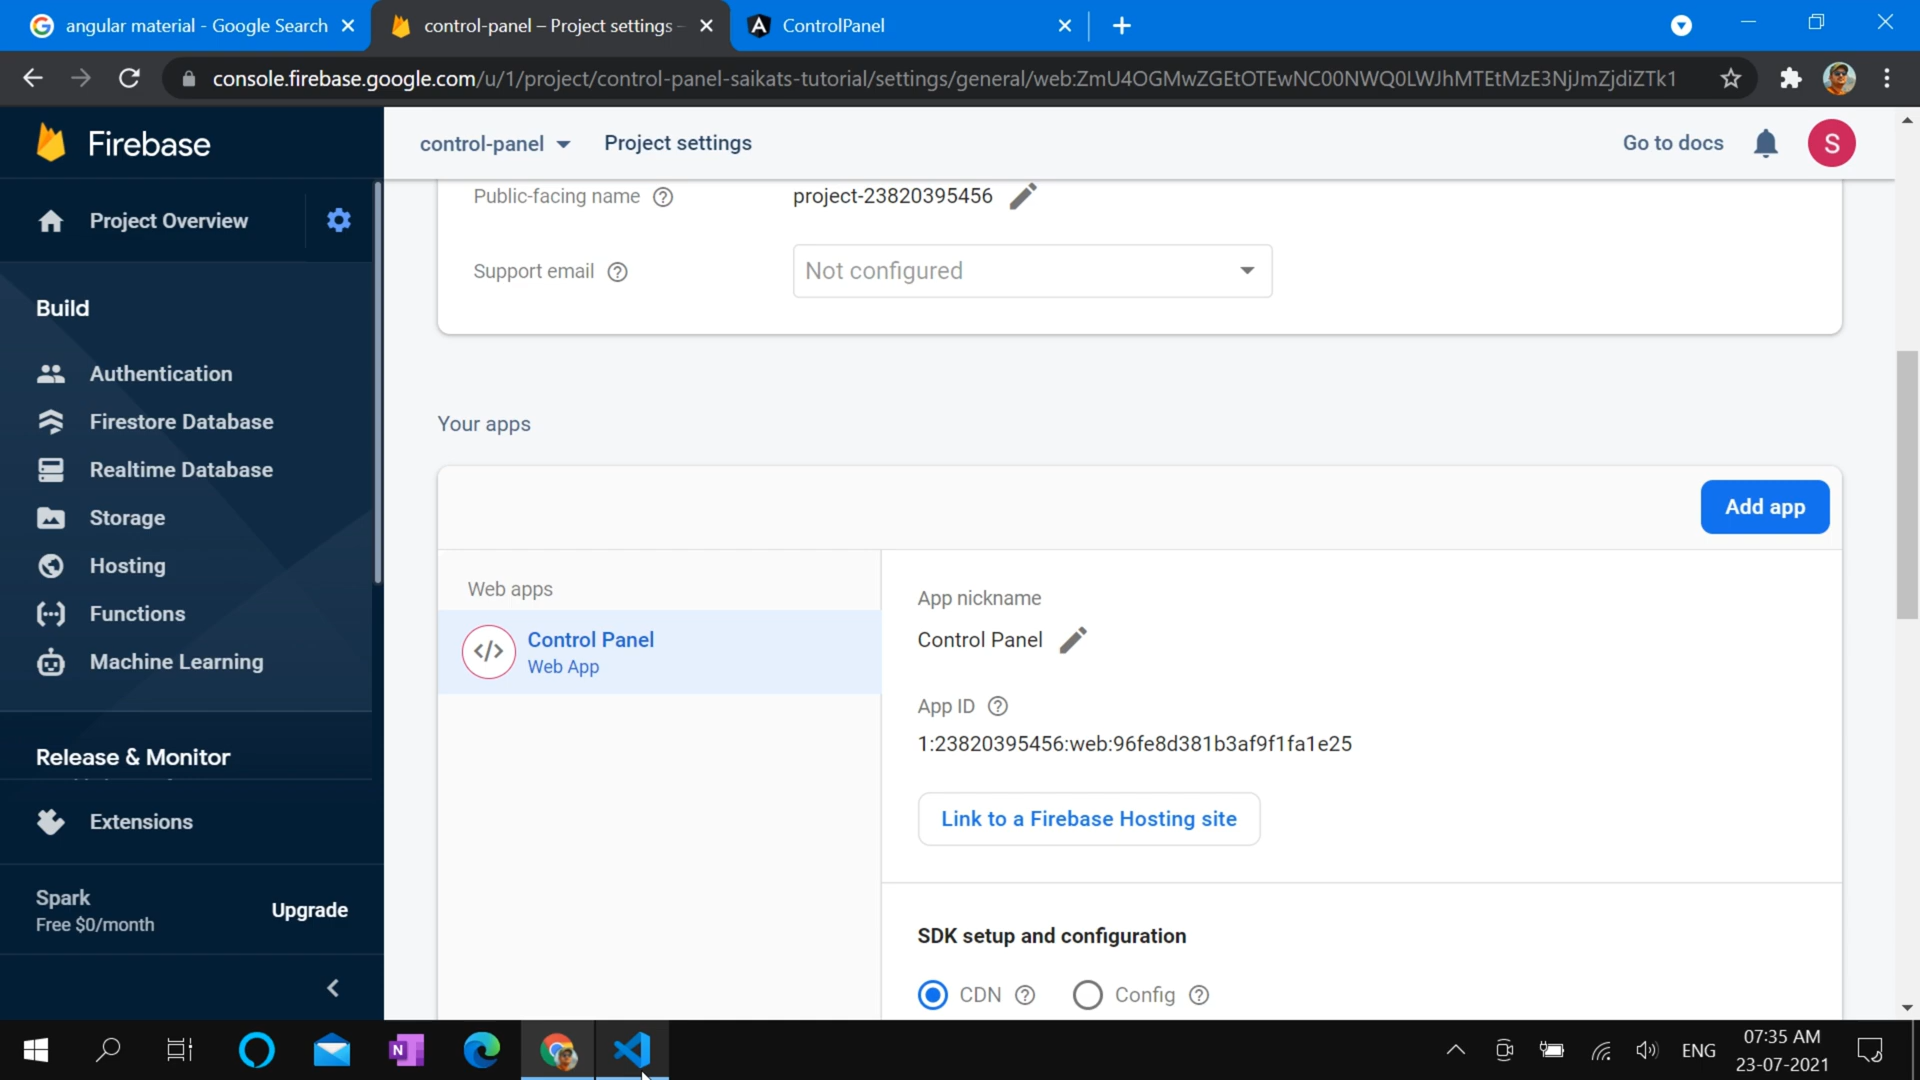 angular material - Google Search
control-panel – Project settings –
ControlPanel
console.firebase.google.com/u/1/project/control-panel-saikats-tutorial/settings/general/web:ZmU4OGMwZGEtOTEwNC00NWQ0LWJhMTEtMzE3NjJmZjdiZTk1
Firebase
control-panel
Project settings
Go to docs
S
Project Overview
Public-facing name
project-23820395456
Support email
Not configured
Build
Authentication
Firestore Database
Realtime Database
Storage
Hosting
Functions
Machine Learning
Release & Monitor
Extensions
Spark
Free $0/month
Upgrade
Your apps
Add app
Web apps
Control Panel
Web App
App nickname
Control Panel
App ID
1:23820395456:web:96fe8d381b3af9f1fa1e25
Link to a Firebase Hosting site
SDK setup and configuration
CDN
Config
ENG
07:35 AM
23-07-2021